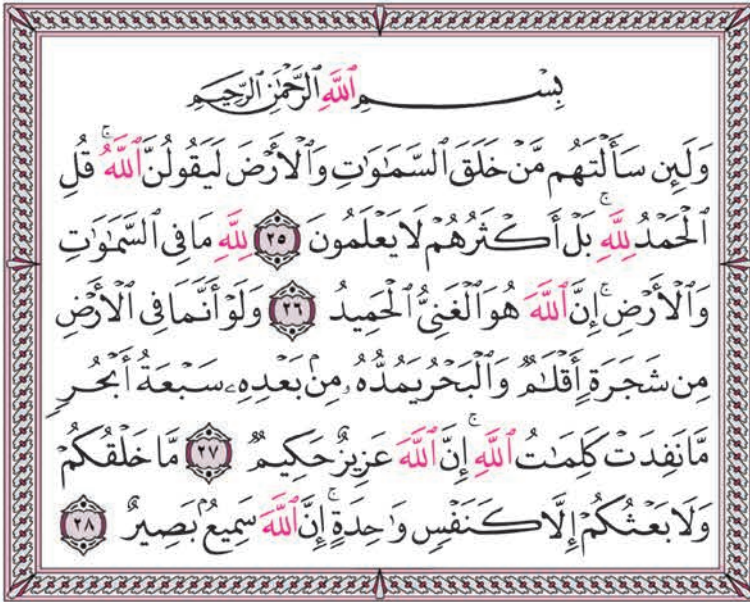 بِسْمِ ٱللَّهِ ٱلرَّحْمَٰنِ ٱلرَّحِيمِ
وَلَئِن سَأَلْتَهُم مَّنْ خَلَقَ ٱلسَّمَٰوَٰتِ وَٱلْأَرْضَ لَيَقُولُنَّ ٱللَّهُ ۚ قُلِ
ٱلْحَمْدُ لِلَّهِ ۚ بَلْ أَكْثَرُهُمْ لَا يَعْلَمُونَ ٢٥ لِلَّهِ مَا فِى ٱلسَّمَٰوَٰتِ
وَٱلْأَرْضِ ۚ إِنَّ ٱللَّهَ هُوَ ٱلْغَنِىُّ ٱلْحَمِيدُ ٢٦ وَلَوْ أَنَّمَا فِى ٱلْأَرْضِ
مِن شَجَرَةٍ أَقْلَٰمٌ وَٱلْبَحْرُ يَمُدُّهُۥ مِنۢ بَعْدِهِۦ سَبْعَةُ أَبْحُرٍ
مَّا نَفِدَتْ كَلِمَٰتُ ٱللَّهِ ۚ إِنَّ ٱللَّهَ عَزِيزٌ حَكِيمٌ ٢٧ مَّا خَلْقُكُمْ
وَلَا بَعْثُكُمْ إِلَّا كَنَفْسٍ وَٰحِدَةٍ ۚ إِنَّ ٱللَّهَ سَمِيعٌۢ بَصِيرٌ ٢٨